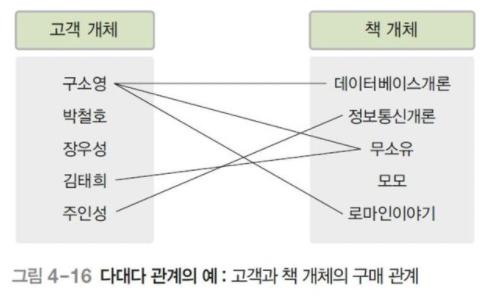 고객 개체
책 개체
구소영
데이터베이스개론
박철호
정보통신개론
장우성
무소유
김태희
모모
주인성
로마인이야기
그림 4-16 다대다 관계의 예 : 고객과 책 개체의 구매 관계